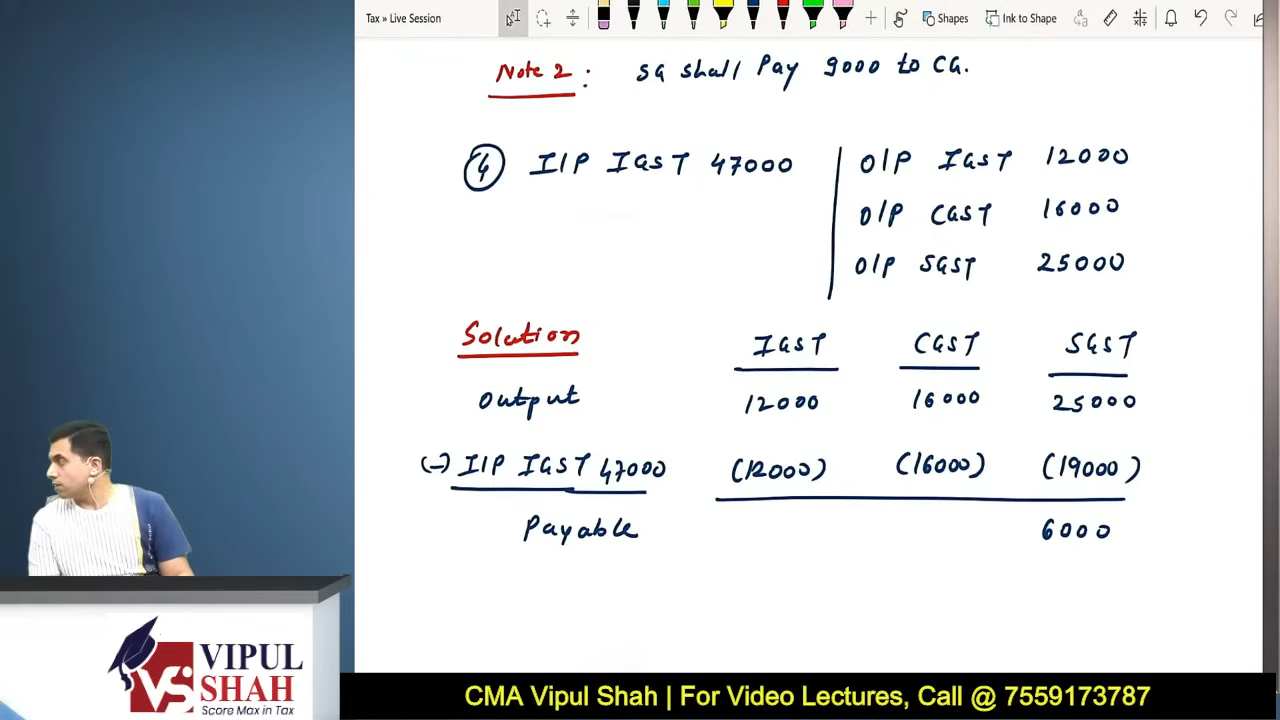 Tax » Live Session
Shapes
Ink to Shape
Note 2 : SG shall Pay 9000 to CG.
4 I/P IGST 47000 O/P IGST 12000
O/P CGST 16000
O/P SGST 25000
Solution IGST CGST SGST
Output 12000 16000 25000
(-) I/P IGST 47000 (12000) (16000) (19000)
Payable 6000
VIPUL
VS SHAH
Score Max in Tax
CMA Vipul Shah | For Video Lectures, Call @ 7559173787